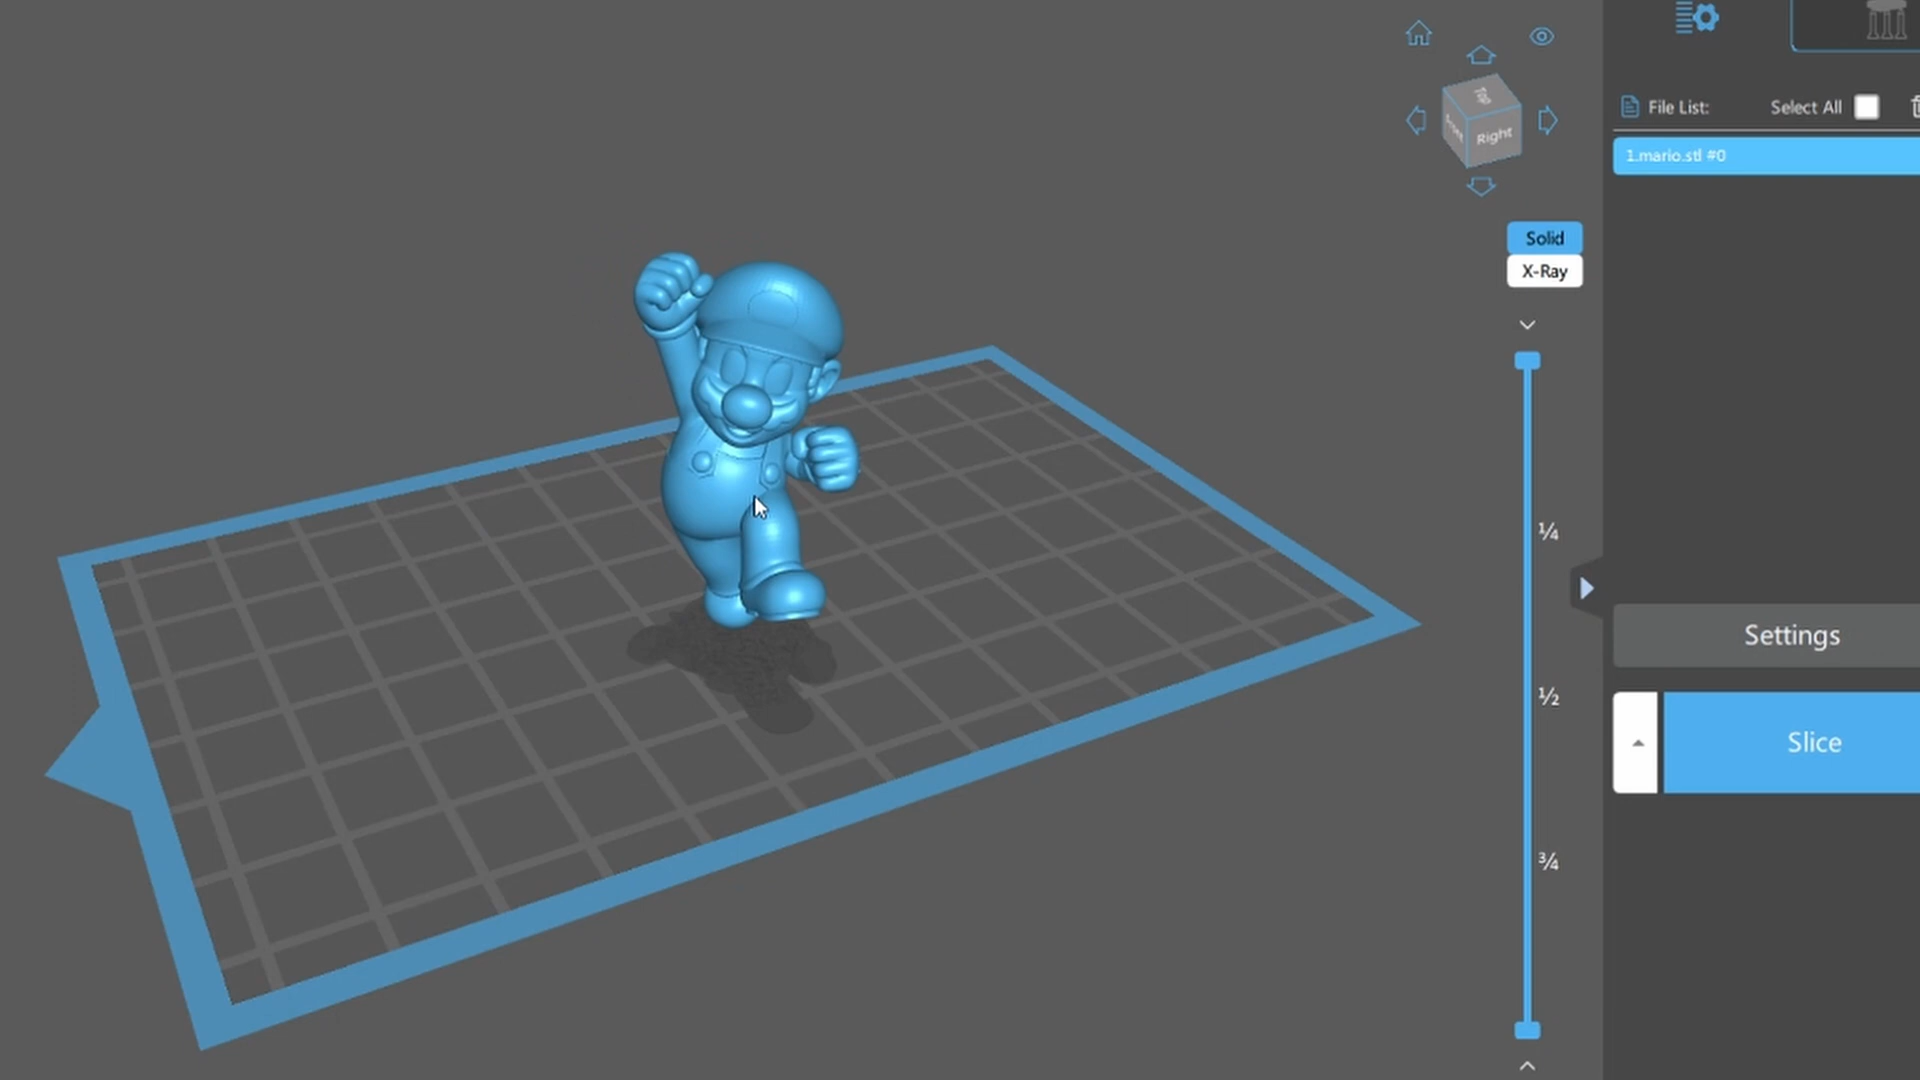 Top
Right
File List:
Select All
1.mario.stl #0
Solid
X-Ray
¼
½
¾
Settings
Slice